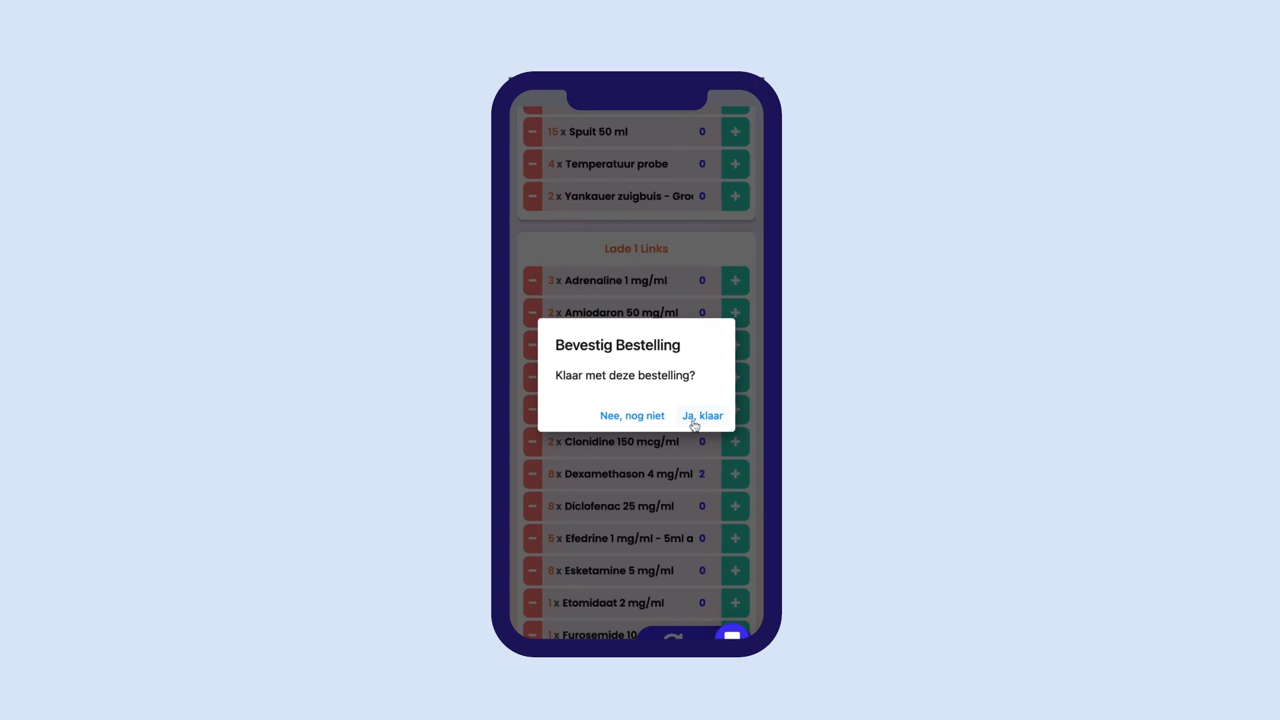 15 x Spuit 50 ml 0
4 x Temperatuur probe 0
2 x Yankauer zuigbuis - Groo 0
Lade 1 Links
3 x Adrenaline 1 mg/ml 0
2 x Amiodaron 50 mg/ml 0
Bevestig Bestelling
Klaar met deze bestelling?
Nee, nog niet Ja, klaar
2 x Clonidine 150 mcg/ml 0
8 x Dexamethason 4 mg/ml 2
8 x Diclofenac 25 mg/ml 0
5 x Efedrine 1 mg/ml - 5ml a 0
8 x Esketamine 5 mg/ml 0
1 x Etomidaat 2 mg/ml 0
1 x Furosemide 10